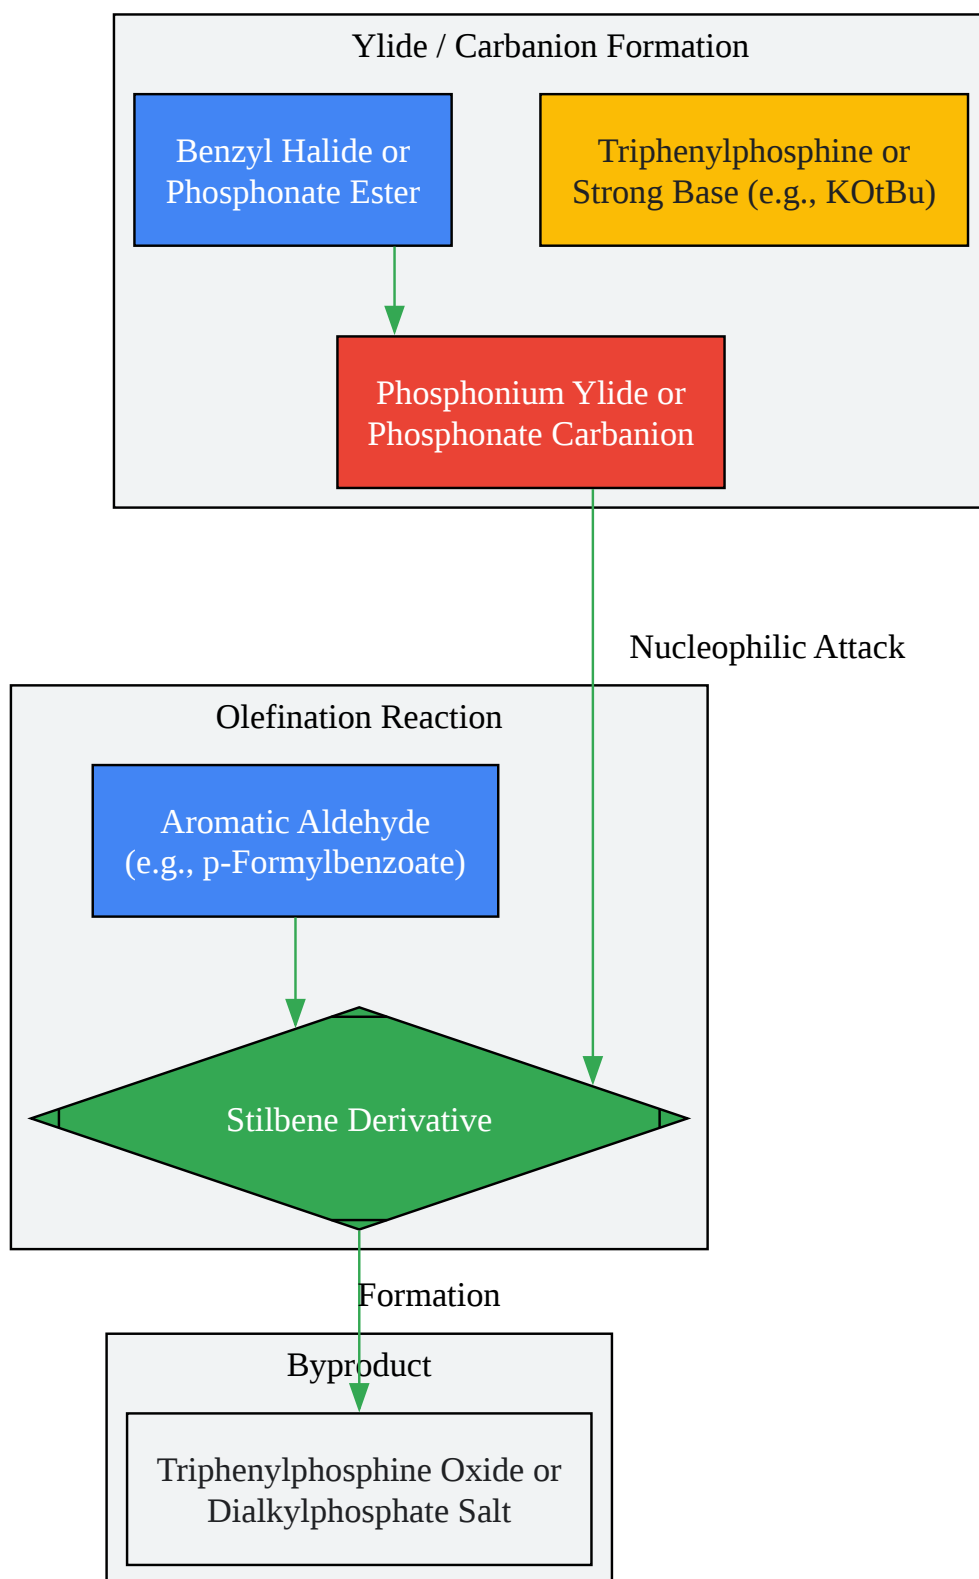 Ylide / Carbanion Formation
Benzyl Halide or
Phosphonate Ester
Triphenylphosphine or
Strong Base (e.g., KOtBu)
Phosphonium Ylide or
Phosphonate Carbanion
Nucleophilic Attack
Olefination Reaction
Aromatic Aldehyde
(e.g., p-Formylbenzoate)
Stilbene Derivative
Formation
Byproduct
Triphenylphosphine Oxide or
Dialkylphosphate Salt